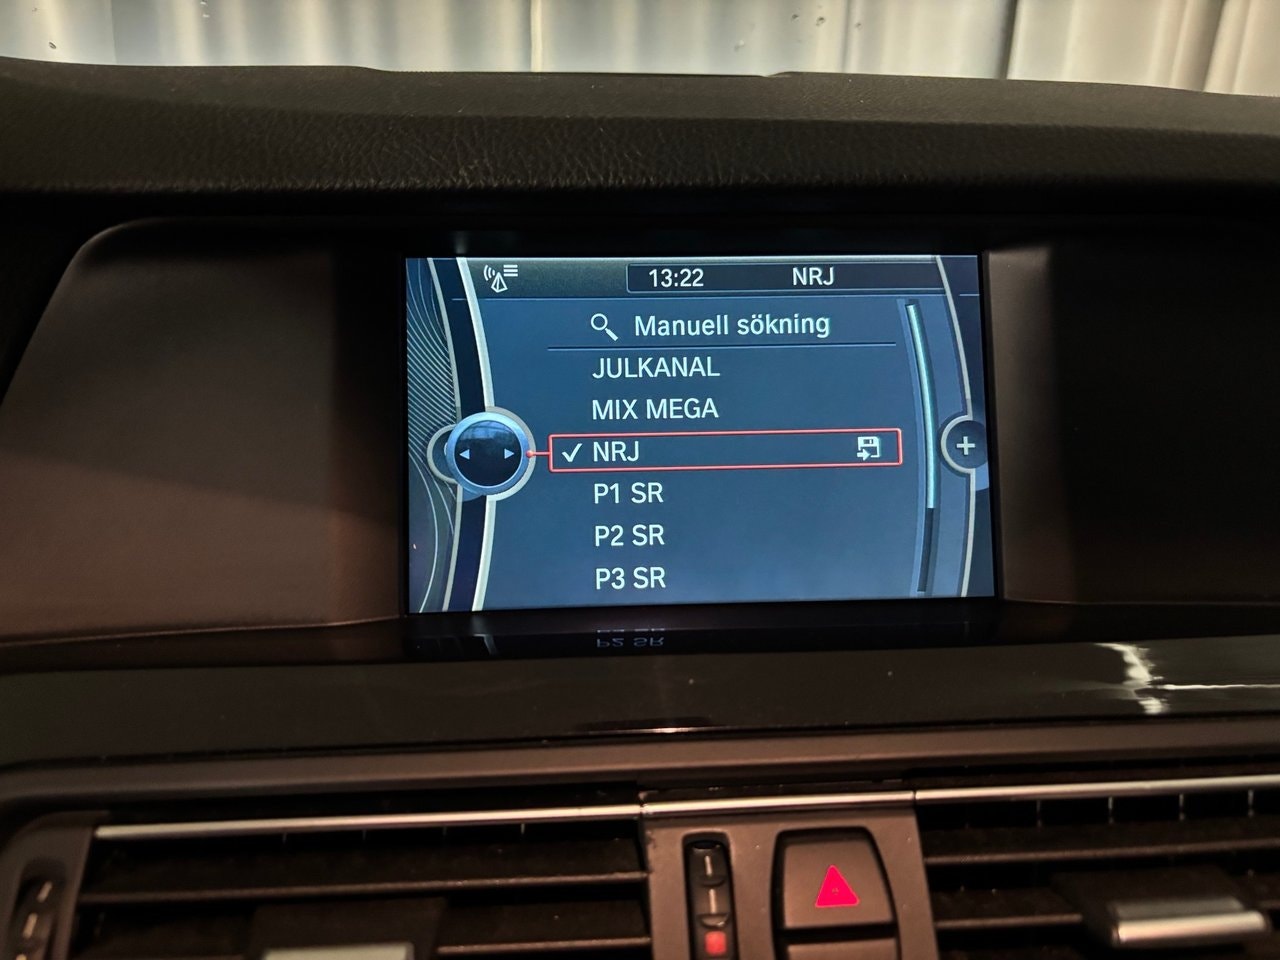 13:22 NRJ
Manuell sökning
JULKANAL
MIX MEGA
NRJ
P1 SR
P2 SR
P3 SR